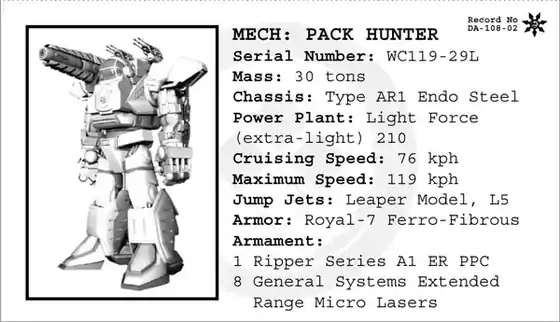 Record No
DA-108-02
MECH: PACK HUNTER
Serial Number: WC119-29L
Mass: 30 tons
Chassis: Type AR1 Endo Steel
Power Plant: Light Force
(extra-light) 210
Cruising Speed: 76 kph
Maximum Speed: 119 kph
Jump Jets: Leaper Model, L5
Armor: Royal-7 Ferro-Fibrous
Armament:
1 Ripper Series A1 ER PPC
8 General Systems Extended
Range Micro Lasers